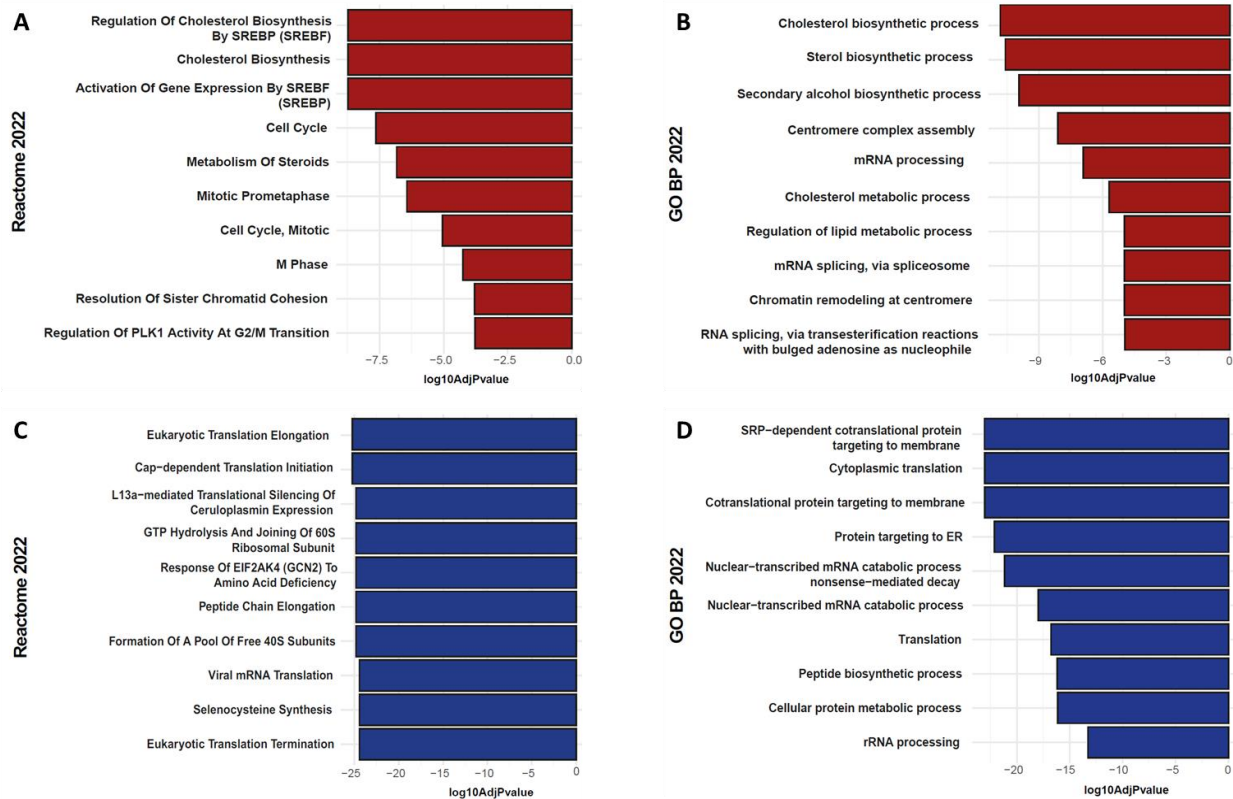 A
Reactome 2022
Regulation Of Cholesterol Biosynthesis
By SREBP (SREBF)
Cholesterol Biosynthesis
Activation Of Gene Expression By SREBF
(SREBP)
Cell Cycle
Metabolism Of Steroids
Mitotic Prometaphase
Cell Cycle, Mitotic
M Phase
Resolution Of Sister Chromatid Cohesion
Regulation Of PLK1 Activity At G2/M Transition
−7.5 −5.0 −2.5 0.0
log10AdjPvalue
B
GO BP 2022
Cholesterol biosynthetic process
Sterol biosynthetic process
Secondary alcohol biosynthetic process
Centromere complex assembly
mRNA processing
Cholesterol metabolic process
Regulation of lipid metabolic process
mRNA splicing, via spliceosome
Chromatin remodeling at centromere
RNA splicing, via transesterification reactions
with bulged adenosine as nucleophile
−9 −6 −3 0
log10AdjPvalue
C
Reactome 2022
Eukaryotic Translation Elongation
Cap−dependent Translation Initiation
L13a−mediated Translational Silencing Of
Ceruloplasmin Expression
GTP Hydrolysis And Joining Of 60S
Ribosomal Subunit
Response Of EIF2AK4 (GCN2) To
Amino Acid Deficiency
Peptide Chain Elongation
Formation Of A Pool Of Free 40S Subunits
Viral mRNA Translation
Selenocysteine Synthesis
Eukaryotic Translation Termination
−25 −20 −15 −10 −5 0
log10AdjPvalue
D
GO BP 2022
SRP−dependent cotranslational protein
targeting to membrane
Cytoplasmic translation
Cotranslational protein targeting to membrane
Protein targeting to ER
Nuclear−transcribed mRNA catabolic process
nonsense−mediated decay
Nuclear−transcribed mRNA catabolic process
Translation
Peptide biosynthetic process
Cellular protein metabolic process
rRNA processing
−20 −15 −10 −5 0
log10AdjPvalue